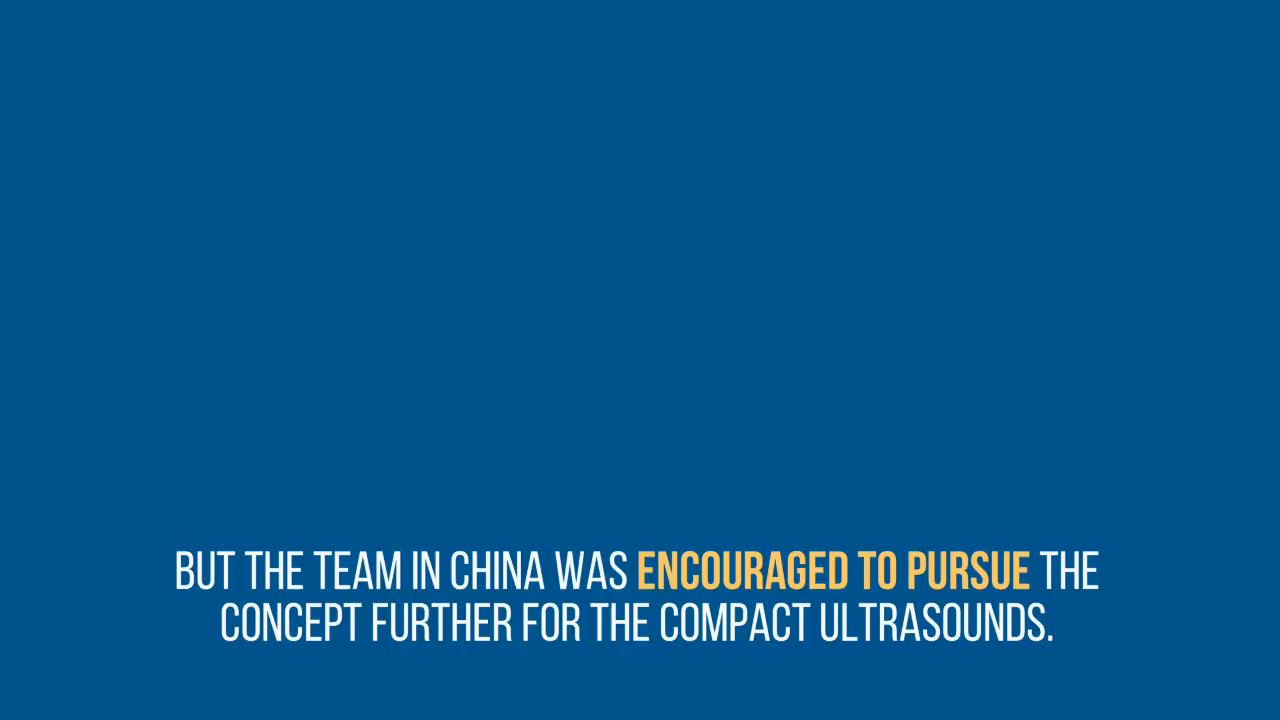 BUT THE TEAM IN CHINA WAS ENCOURAGED TO PURSUE THE
CONCEPT FURTHER FOR THE COMPACT ULTRASOUNDS.